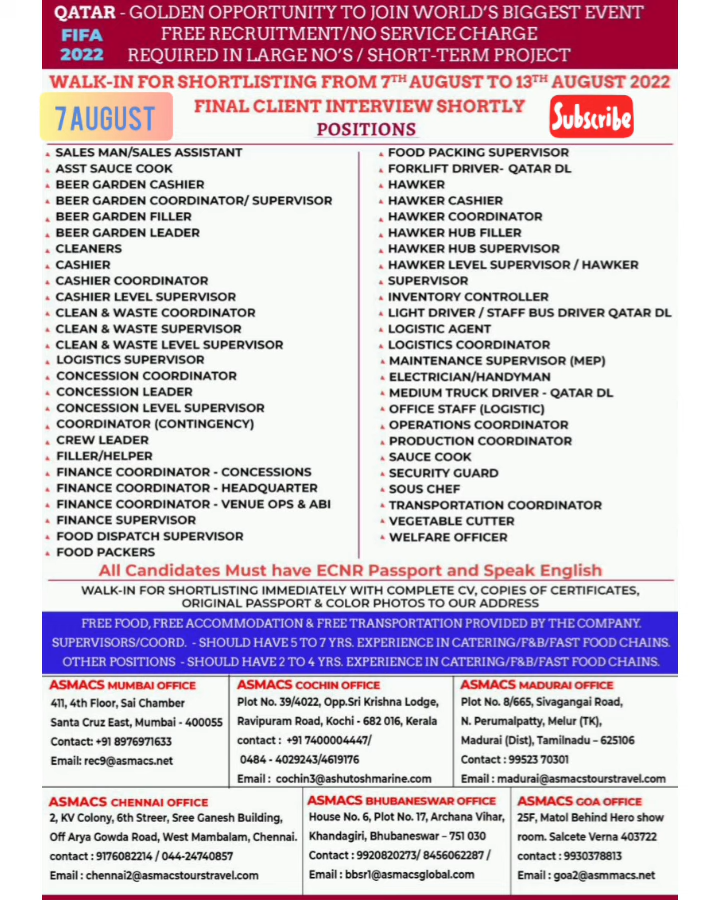 QATAR - GOLDEN OPPORTUNITY TO JOIN WORLD'S BIGGEST EVENT
FIFA 2022
FREE RECRUITMENT/NO SERVICE CHARGE
REQUIRED IN LARGE NO'S / SHORT-TERM PROJECT
WALK-IN FOR SHORTLISTING FROM 7TH AUGUST TO 13TH AUGUST 2022
7 AUGUST
FINAL CLIENT INTERVIEW SHORTLY
Subscribe
POSITIONS
SALES MAN/SALES ASSISTANT
ASST SAUCE COOK
BEER GARDEN CASHIER
BEER GARDEN COORDINATOR/ SUPERVISOR
BEER GARDEN FILLER
BEER GARDEN LEADER
CLEANERS
CASHIER
CASHIER COORDINATOR
CASHIER LEVEL SUPERVISOR
CLEAN & WASTE COORDINATOR
CLEAN & WASTE SUPERVISOR
CLEAN & WASTE LEVEL SUPERVISOR
LOGISTICS SUPERVISOR
CONCESSION COORDINATOR
CONCESSION LEADER
CONCESSION LEVEL SUPERVISOR
COORDINATOR (CONTINGENCY)
CREW LEADER
FILLER/HELPER
FINANCE COORDINATOR - CONCESSIONS
FINANCE COORDINATOR - HEADQUARTER
FINANCE COORDINATOR - VENUE OPS & ABI
FINANCE SUPERVISOR
FOOD DISPATCH SUPERVISOR
FOOD PACKERS
FOOD PACKING SUPERVISOR
FORKLIFT DRIVER- QATAR DL
HAWKER
HAWKER CASHIER
HAWKER COORDINATOR
HAWKER HUB FILLER
HAWKER HUB SUPERVISOR
HAWKER LEVEL SUPERVISOR / HAWKER
SUPERVISOR
INVENTORY CONTROLLER
LIGHT DRIVER / STAFF BUS DRIVER QATAR DL
LOGISTIC AGENT
LOGISTICS COORDINATOR
MAINTENANCE SUPERVISOR (MEP)
ELECTRICIAN/HANDYMAN
MEDIUM TRUCK DRIVER - QATAR DL
OFFICE STAFF (LOGISTIC)
OPERATIONS COORDINATOR
PRODUCTION COORDINATOR
SAUCE COOK
SECURITY GUARD
SOUS CHEF
TRANSPORTATION COORDINATOR
VEGETABLE CUTTER
WELFARE OFFICER
All Candidates Must have ECNR Passport and Speak English
WALK-IN FOR SHORTLISTING IMMEDIATELY WITH COMPLETE CV, COPIES OF CERTIFICATES,
ORIGINAL PASSPORT & COLOR PHOTOS TO OUR ADDRESS
FREE FOOD, FREE ACCOMMODATION & FREE TRANSPORTATION PROVIDED BY THE COMPANY.
SUPERVISORS/COORD. - SHOULD HAVE 5 TO 7 YRS. EXPERIENCE IN CATERING/F&B/FAST FOOD CHAINS.
OTHER POSITIONS - SHOULD HAVE 2 TO 4 YRS. EXPERIENCE IN CATERING/F&B/FAST FOOD CHAINS.
ASMACS MUMBAI OFFICE
411, 4th Floor, Sai Chamber
Santa Cruz East, Mumbai - 400055
Contact: +91 8976971633
Email: rec9@asmacs.net
ASMACS COCHIN OFFICE
Plot No. 39/4022, Opp.Sri Krishna Lodge,
Ravipuram Road, Kochi - 682 016, Kerala
contact : +91 7400004447/
0484 - 4029243/4619176
Email : cochin3@ashutoshmarine.com
ASMACS MADURAI OFFICE
Plot No. 8/665, Sivagangai Road,
N. Perumalpatty, Melur (TK),
Madurai (Dist), Tamilnadu – 625106
Contact : 99523 70301
Email : madurai@asmacstourstravel.com
ASMACS CHENNAI OFFICE
2, KV Colony, 6th Streer, Sree Ganesh Building,
Off Arya Gowda Road, West Mambalam, Chennai.
contact : 9176082214 / 044-24740857
Email : chennai2@asmacstourstravel.com
ASMACS BHUBANESWAR OFFICE
House No. 6, Plot No. 17, Archana Vihar,
Khandagiri, Bhubaneswar – 751 030
Contact : 9920820273/ 8456062287 /
Email : bbsr1@asmacsglobal.com
ASMACS GOA OFFICE
25F, Matol Behind Hero show
room. Salcete Verna 403722
contact : 9930378813
Email : goa2@asmmacs.net